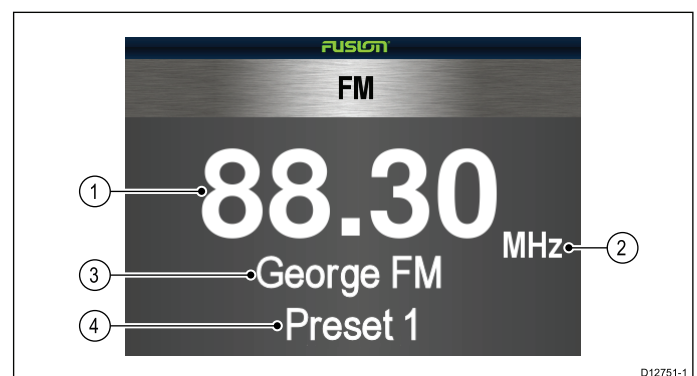 FUSION
FM
1
88.30
MHz
2
3
George FM
4
Preset 1
D12751-1